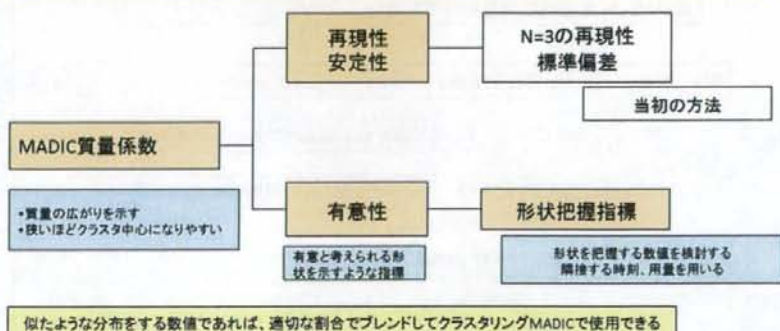 再現性
安定性
N=3の再現性
標準偏差
当初の方法
MADIC質量係数
•質量の広がりを示す
•狭いほどクラスタ中心になりやすい
有意性
有意と考えられる形
状を示すような指標
形状把握指標
形状を把握する数値を検討する
隣接する時刻、用量を用いる
似たような分布をする数値であれば、適切な割合でブレンドしてクラスタリングMADICで使用できる